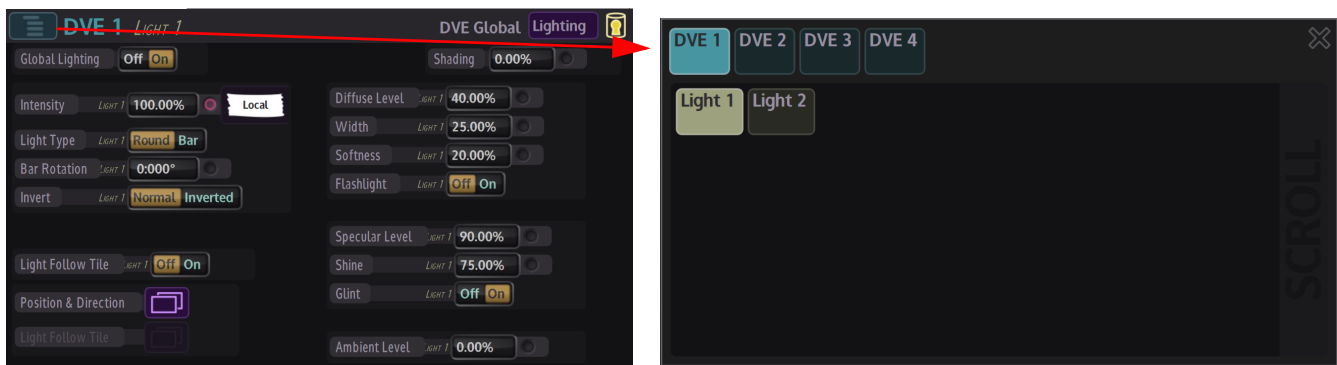 DVE 1 Light 1 DVE Global Lighting
Global Lighting Off On Shading 0.00%
Intensity Light 1 100.00% Local
Light Type Light 1 Round Bar
Bar Rotation Light 1 0:000°
Invert Light 1 Normal Inverted
Light Follow Tile Light 1 Off On
Position & Direction
Light Follow Tile
Diffuse Level Light 1 40.00%
Width Light 1 25.00%
Softness Light 1 20.00%
Flashlight Light 1 Off On
Specular Level Light 1 90.00%
Shine Light 1 75.00%
Glint Light 1 Off On
Ambient Level Light 1 0.00%
DVE 1 DVE 2 DVE 3 DVE 4
Light 1 Light 2
SCROLL